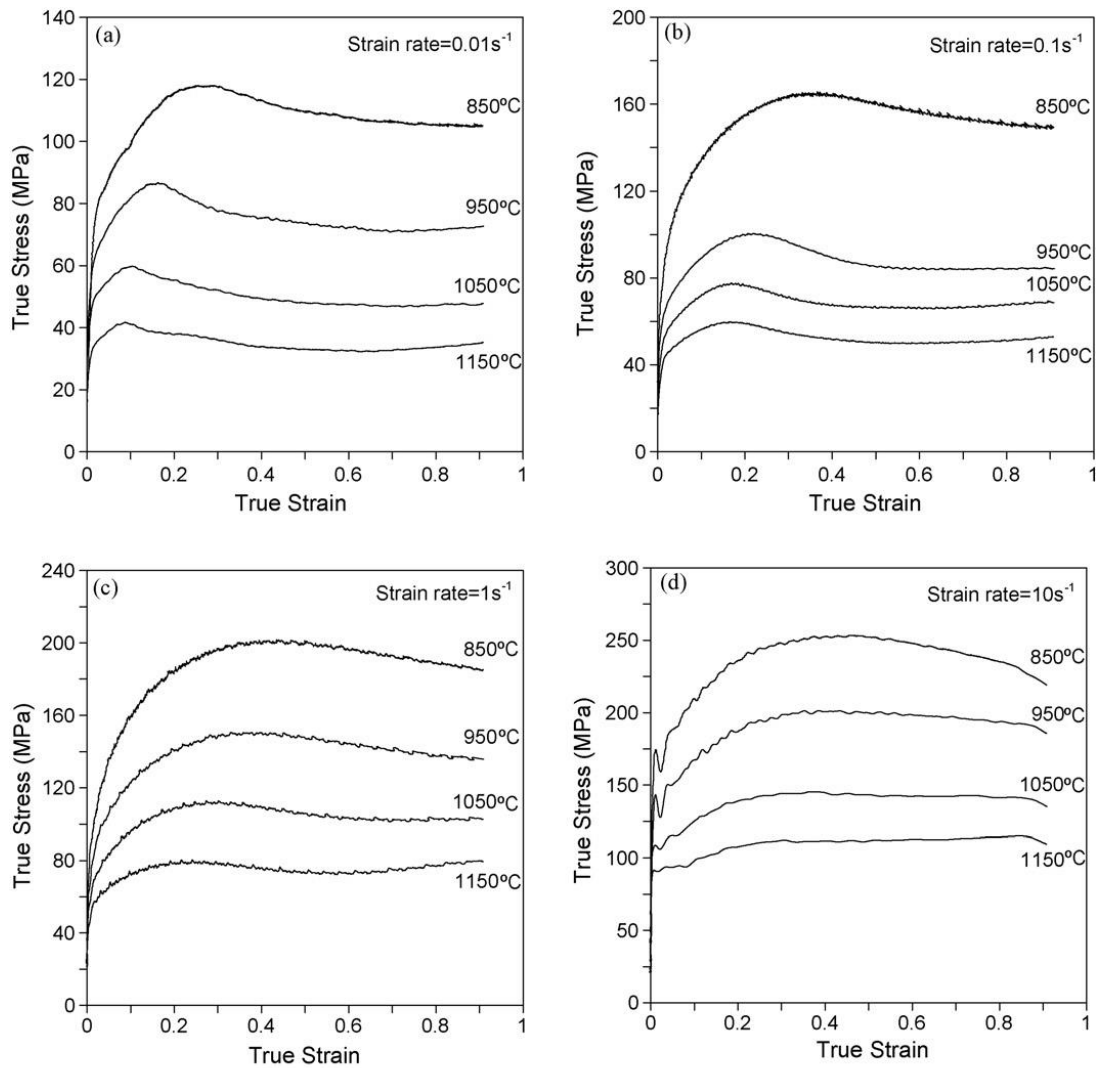 (a)
Strain rate=0.01s⁻¹
140
120
100
80
60
40
20
0
True Stress (MPa)
850ºC
950ºC
1050ºC
1150ºC
0 0.2 0.4 0.6 0.8 1
True Strain
(b)
Strain rate=0.1s⁻¹
200
160
120
80
40
0
True Stress (MPa)
850ºC
950ºC
1050ºC
1150ºC
0 0.2 0.4 0.6 0.8 1
True Strain
(c)
Strain rate=1s⁻¹
240
200
160
120
80
40
0
True Stress (MPa)
850ºC
950ºC
1050ºC
1150ºC
0 0.2 0.4 0.6 0.8 1
True Strain
(d)
Strain rate=10s⁻¹
300
250
200
150
100
50
0
True Stress (MPa)
850ºC
950ºC
1050ºC
1150ºC
0 0.2 0.4 0.6 0.8 1
True Strain